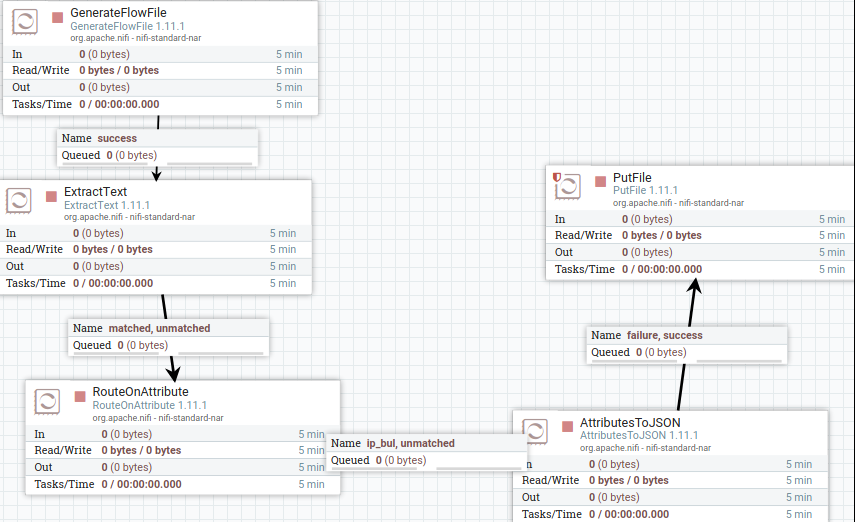 GenerateFlowFile
GenerateFlowFile 1.11.1
org.apache.nifi - nifi-standard-nar
In 0 (0 bytes) 5 min
Read/Write 0 bytes / 0 bytes 5 min
Out 0 (0 bytes) 5 min
Tasks/Time 0 / 00:00:00.000 5 min
Name success
Queued 0 (0 bytes)
ExtractText
ExtractText 1.11.1
org.apache.nifi - nifi-standard-nar
In 0 (0 bytes) 5 min
Read/Write 0 bytes / 0 bytes 5 min
Out 0 (0 bytes) 5 min
Tasks/Time 0 / 00:00:00.000 5 min
Name matched, unmatched
Queued 0 (0 bytes)
RouteOnAttribute
RouteOnAttribute 1.11.1
org.apache.nifi - nifi-standard-nar
In 0 (0 bytes) 5 min
Read/Write 0 bytes / 0 bytes 5 min
Out 0 (0 bytes) 5 min
Tasks/Time 0 / 00:00:00.000 5 min
Name ip_bul, unmatched
Queued 0 (0 bytes)
AttributesToJSON
AttributesToJSON 1.11.1
org.apache.nifi - nifi-standard-nar
In 0 (0 bytes) 5 min
Read/Write 0 bytes / 0 bytes 5 min
Out 0 (0 bytes) 5 min
Tasks/Time 0 / 00:00:00.000 5 min
Name failure, success
Queued 0 (0 bytes)
PutFile
PutFile 1.11.1
org.apache.nifi - nifi-standard-nar
In 0 (0 bytes) 5 min
Read/Write 0 bytes / 0 bytes 5 min
Out 0 (0 bytes) 5 min
Tasks/Time 0 / 00:00:00.000 5 min